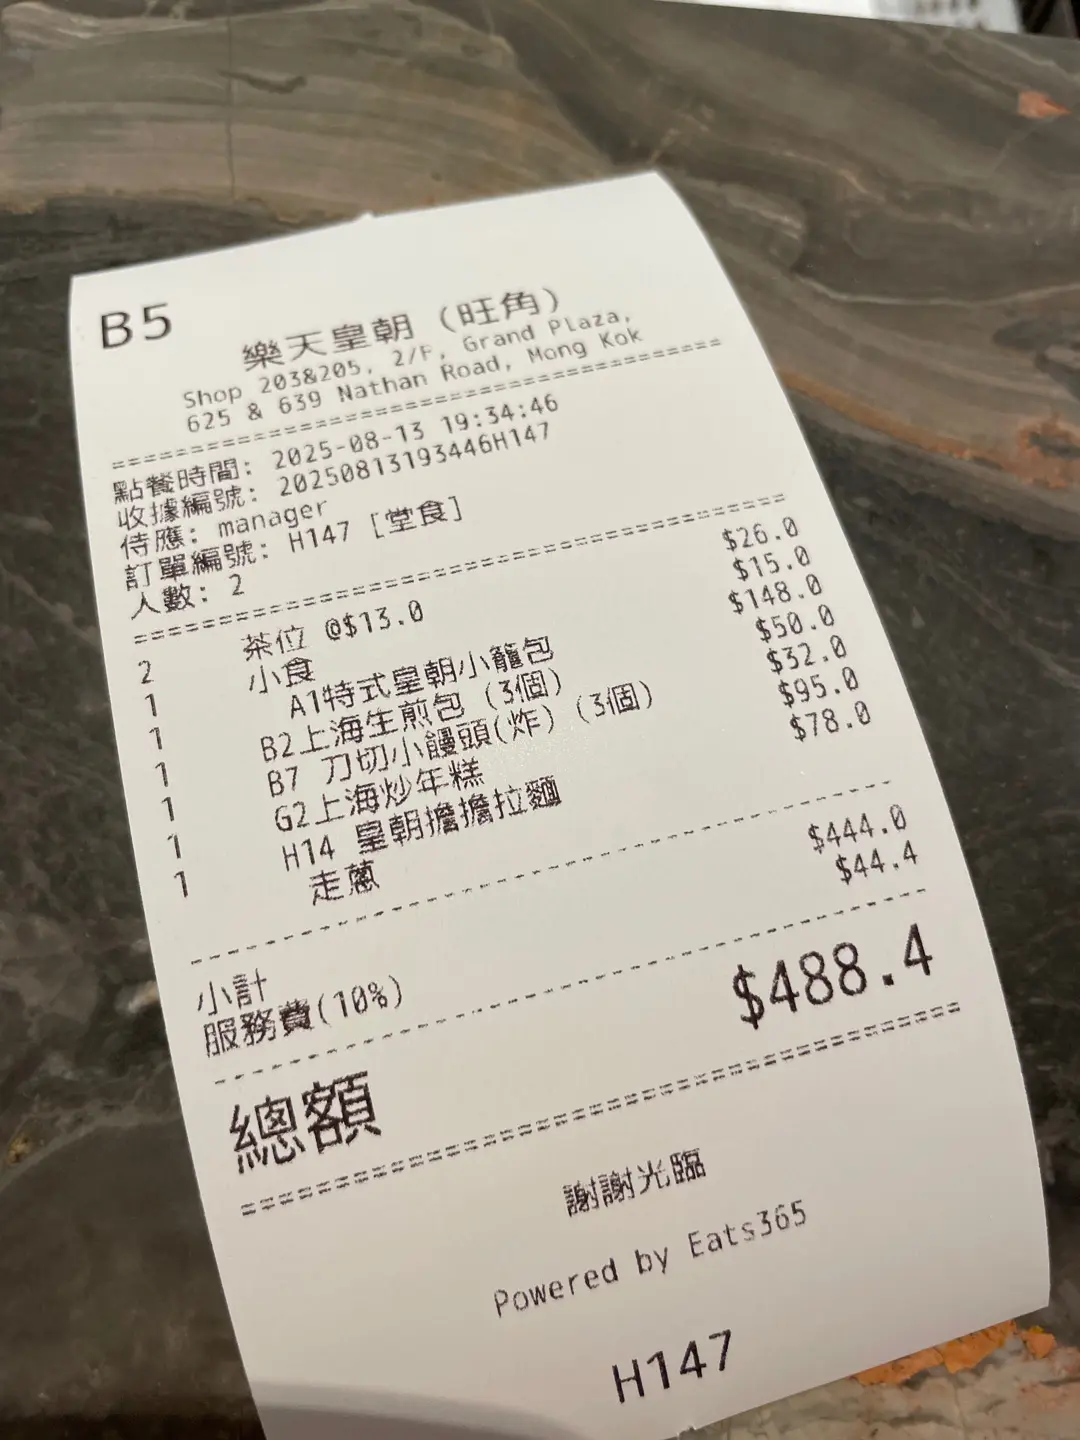 B5
樂天皇朝 (旺角)
Shop 203&205, 2/F, Grand Plaza,
625 & 639 Nathan Road, Mong Kok
點餐時間: 2025-08-13 19:34:46
收據編號: 20250813193446H147
侍應: manager
訂單編號: H147 [堂食]
人數: 2
2 茶位 @$13.0 $26.0
1 小食 $15.0
1 A1特式皇朝小籠包 $148.0
1 B2上海生煎包 (3個) $50.0
1 B7 刀切小饅頭(炸) (3個) $32.0
1 G2上海炒年糕 $95.0
1 H14 皇朝擔擔拉麵 $78.0
走蔥
小計 $444.0
服務費(10%) $44.4
總額 $488.4
謝謝光臨
Powered by Eats365
H147